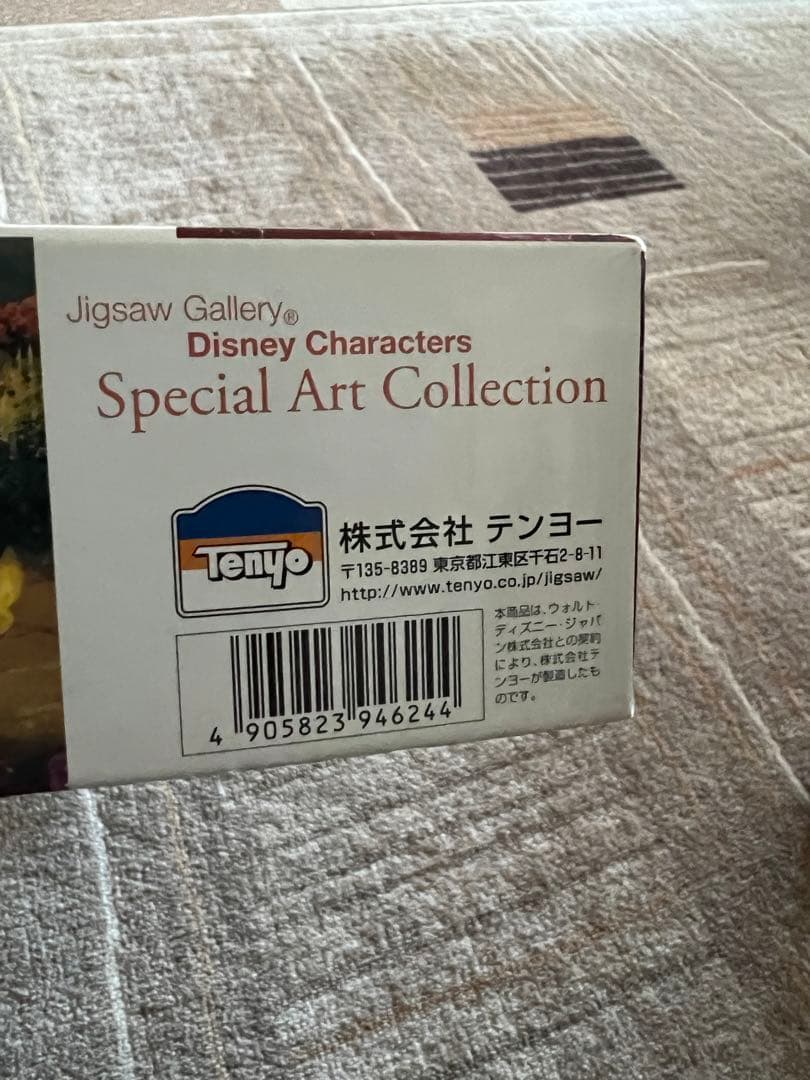 Jigsaw Gallery®
Disney Characters
Special Art Collection
Tenyo
株式会社 テンヨー
〒135-8389 東京都江東区千石2-8-11
http://www.tenyo.co.jp/jigsaw/
本商品は、ウォルト・
ディズニー・ジャパ
ン株式会社との契約
により、株式会社テ
ンヨーが製造したも
のです。
4 905823 946244